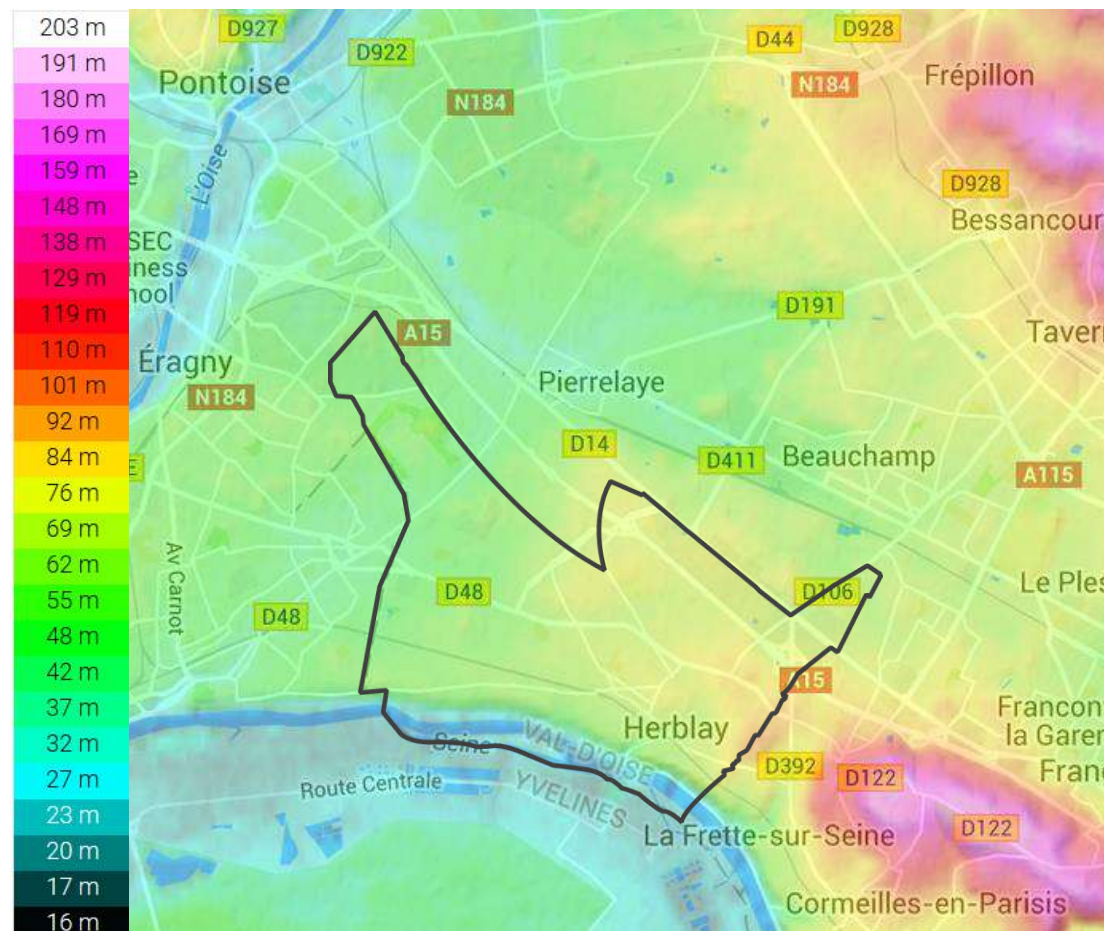 203 m
191 m
180 m
169 m
159 m
148 m
138 m
129 m
119 m
110 m
101 m
92 m
84 m
76 m
69 m
62 m
55 m
48 m
42 m
37 m
32 m
27 m
23 m
20 m
17 m
16 m
D927
D922
D44
D928
Pontoise
N184
N184
Frépillon
L'Oise
D928
Bessancour
SEC
iness
hool
D191
A15
Taver
Éragny
Pierrelaye
N184
D14
D411
Beauchamp
A115
E
Av Carnot
D48
D48
D106
Le Ples
A15
Herblay
Francon
la Garen
Franc
Seine
VAL-D'OISE
YVELINES
Route Centrale
D392
D122
La Frette-sur-Seine
D122
Cormeilles-en-Parisis